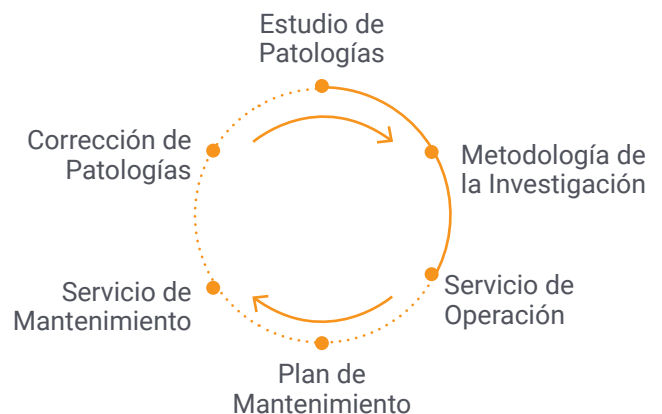 Estudio de
Patologías
Metodología de
la Investigación
Servicio de
Operación
Plan de
Mantenimiento
Servicio de
Mantenimiento
Corrección de
Patologías